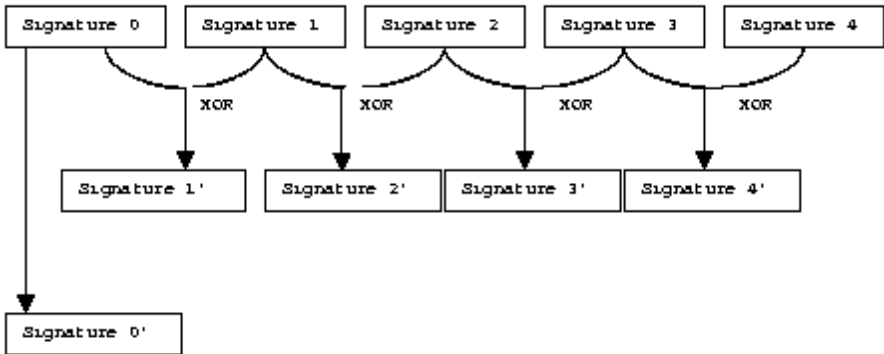 Signature 0 Signature 1 Signature 2 Signature 3 Signature 4
XOR XOR XOR XOR
Signature 1' Signature 2' Signature 3' Signature 4'
Signature 0'